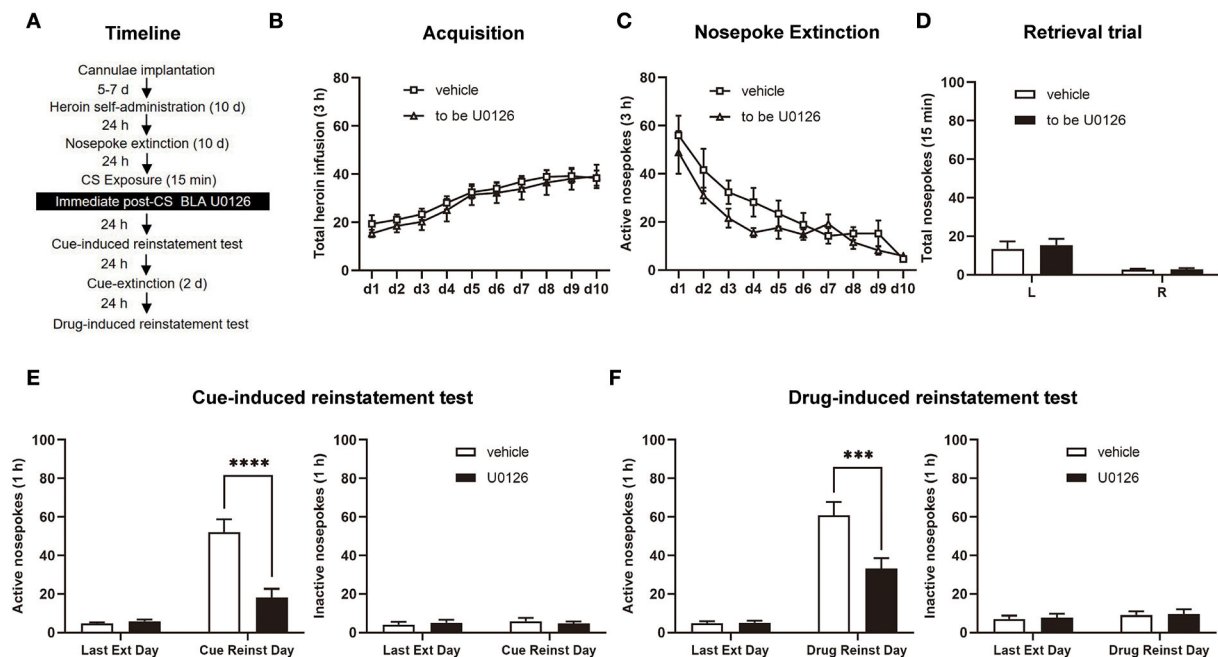 A
Timeline
Cannulae implantation
5-7 d
Heroin self-administration (10 d)
24 h
Nosepoke extinction (10 d)
24 h
CS Exposure (15 min)
Immediate post-CS BLA U0126
24 h
Cue-induced reinstatement test
24 h
Cue-extinction (2 d)
24 h
Drug-induced reinstatement test
B
Acquisition
Total heroin infusion (3 h)
80
60
40
20
0
vehicle
to be U0126
d1 d2 d3 d4 d5 d6 d7 d8 d9 d10
C
Nosepoke Extinction
Active nosepokes (3 h)
80
60
40
20
0
vehicle
to be U0126
d1 d2 d3 d4 d5 d6 d7 d8 d9 d10
D
Retrieval trial
Total nosepokes (15 min)
100
80
60
40
20
0
vehicle
to be U0126
L R
E
Cue-induced reinstatement test
Active nosepokes (1 h)
100
80
60
40
20
0
****
Last Ext Day Cue Reinst Day
Inactive nosepokes (1 h)
100
80
60
40
20
0
vehicle
U0126
Last Ext Day Cue Reinst Day
F
Drug-induced reinstatement test
Active nosepokes (1 h)
100
80
60
40
20
0
***
Last Ext Day Drug Reinst Day
Inactive nosepokes (1 h)
100
80
60
40
20
0
vehicle
U0126
Last Ext Day Drug Reinst Day